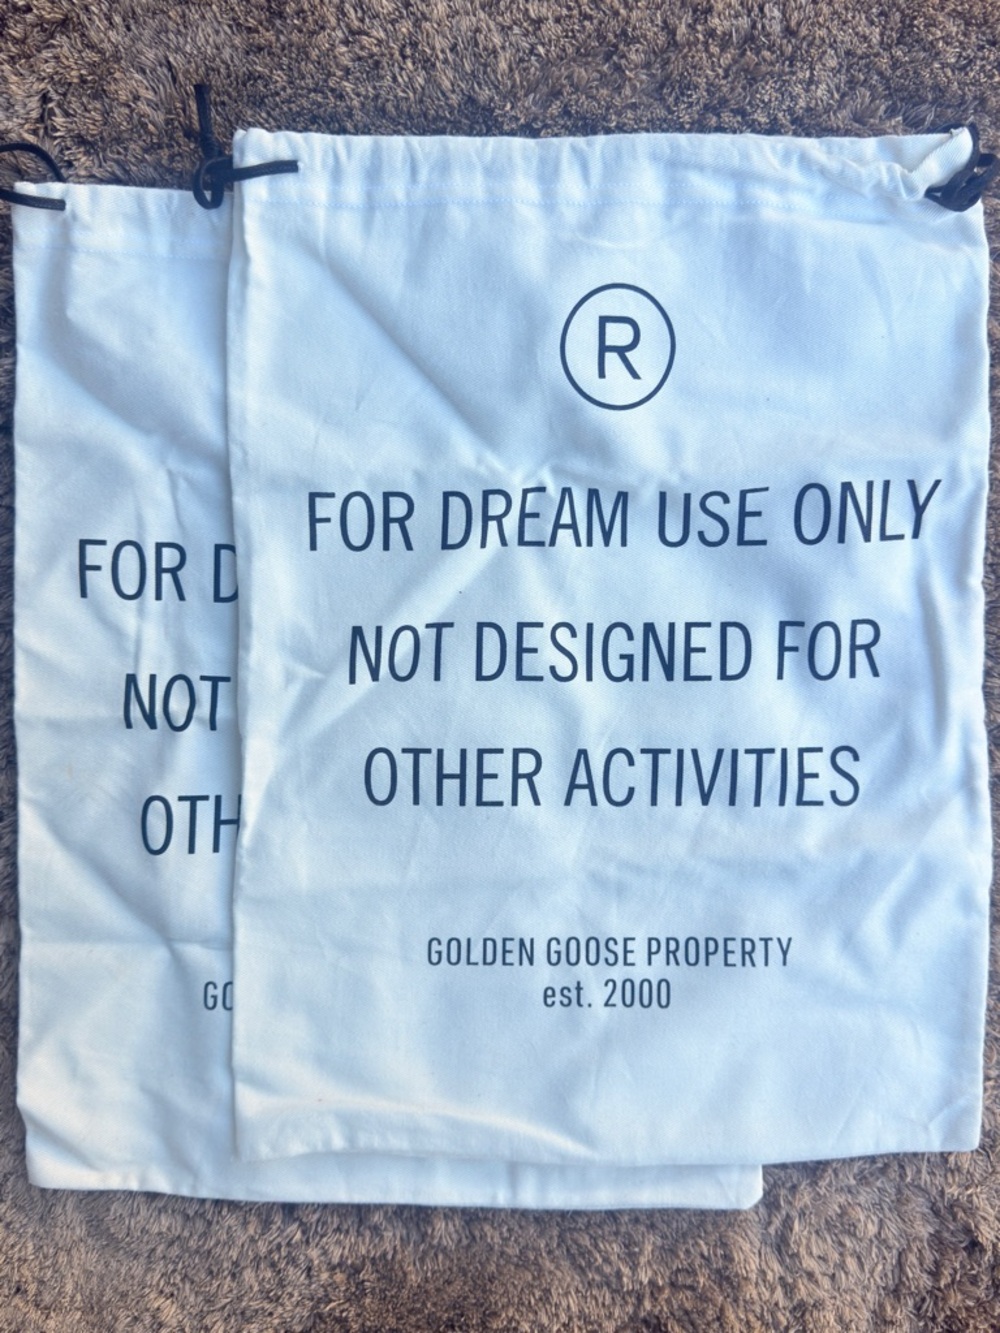 FOR D
NOT
OTH
GO
R
FOR DREAM USE ONLY
NOT DESIGNED FOR
OTHER ACTIVITIES
GOLDEN GOOSE PROPERTY
est. 2000